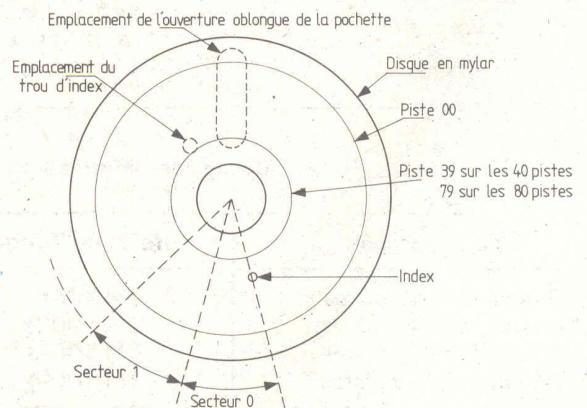 Emplacement de l'ouverture oblongue de la pochette
Emplacement du
trou d'index
Disque en mylar
Piste 00
Piste 39 sur les 40 pistes
79 sur les 80 pistes
Index
Secteur 1
Secteur 0